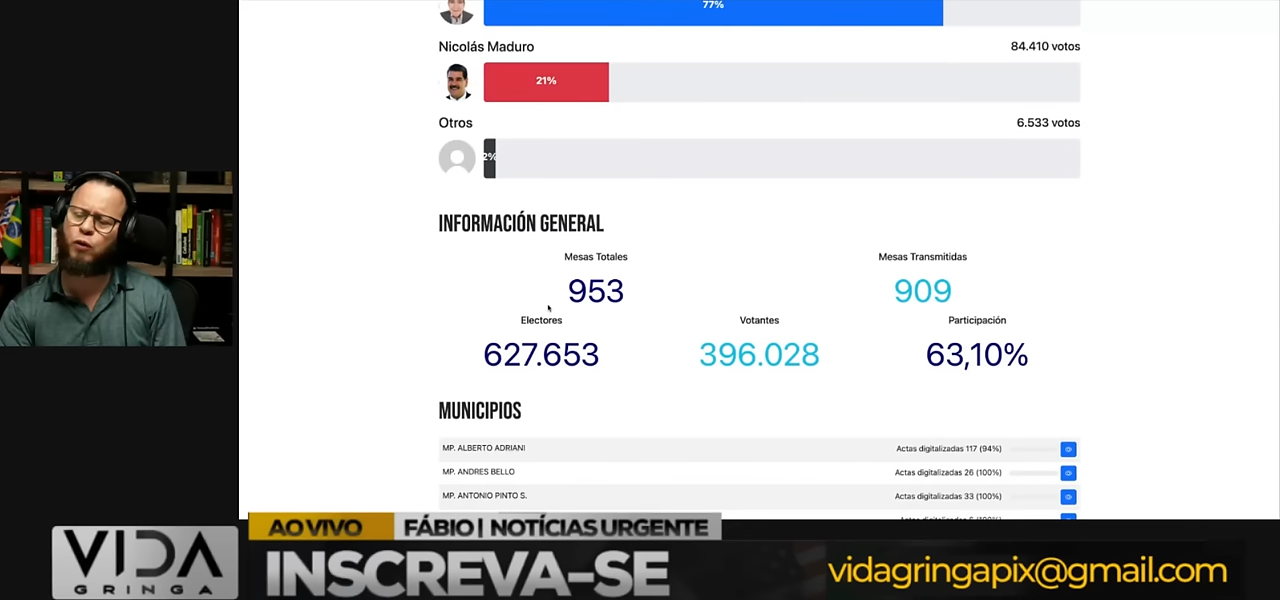 77%
Nicolás Maduro
84.410 votos
21%
Otros
6.533 votos
2%
INFORMACIÓN GENERAL
Mesas Totales
Mesas Transmitidas
953
909
Electores
Votantes
Participación
627.653
396.028
63,10%
MUNICIPIOS
MP. ALBERTO ADRIANI
Actas digitalizadas 117 (94%)
MP. ANDRES BELLO
Actas digitalizadas 26 (100%)
MP. ANTONIO PINTO S.
Actas digitalizadas 33 (100%)
AO VIVO
FÁBIO | NOTÍCIAS URGENTE
VIDA
GRINGA
INSCREVA-SE
vidagringapix@gmail.com